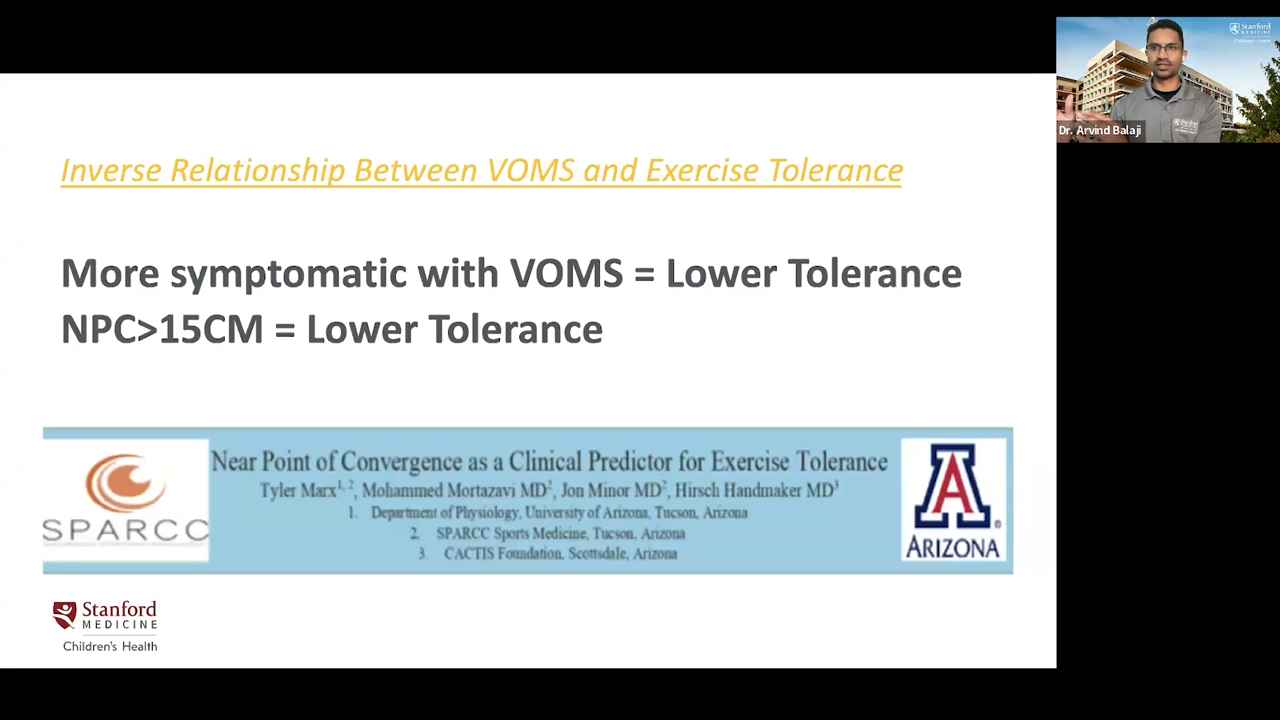 Inverse Relationship Between VOMS and Exercise Tolerance
More symptomatic with VOMS = Lower Tolerance
NPC>15CM = Lower Tolerance
SPARCC
Near Point of Convergence as a Clinical Predictor for Exercise Tolerance
Tyler Marx1, 2, Mohammed Mortazavi MD2, Jon Minor MD2, Hirsch Handmaker MD3
1. Department of Physiology, University of Arizona, Tucson, Arizona
2. SPARCC Sports Medicine, Tucson, Arizona
3. CACTIS Foundation, Scottsdale, Arizona
A
ARIZONA
Stanford
MEDICINE
Children's Health
Stanford
MEDICINE
Dr. Arvind Balaji